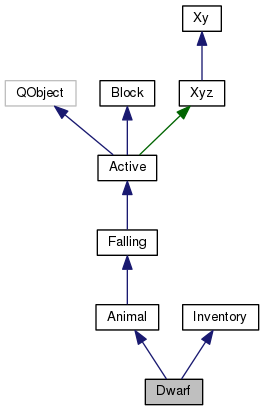 Xy
QObject
Block
Xyz
Active
Falling
Animal
Inventory
Dwarf